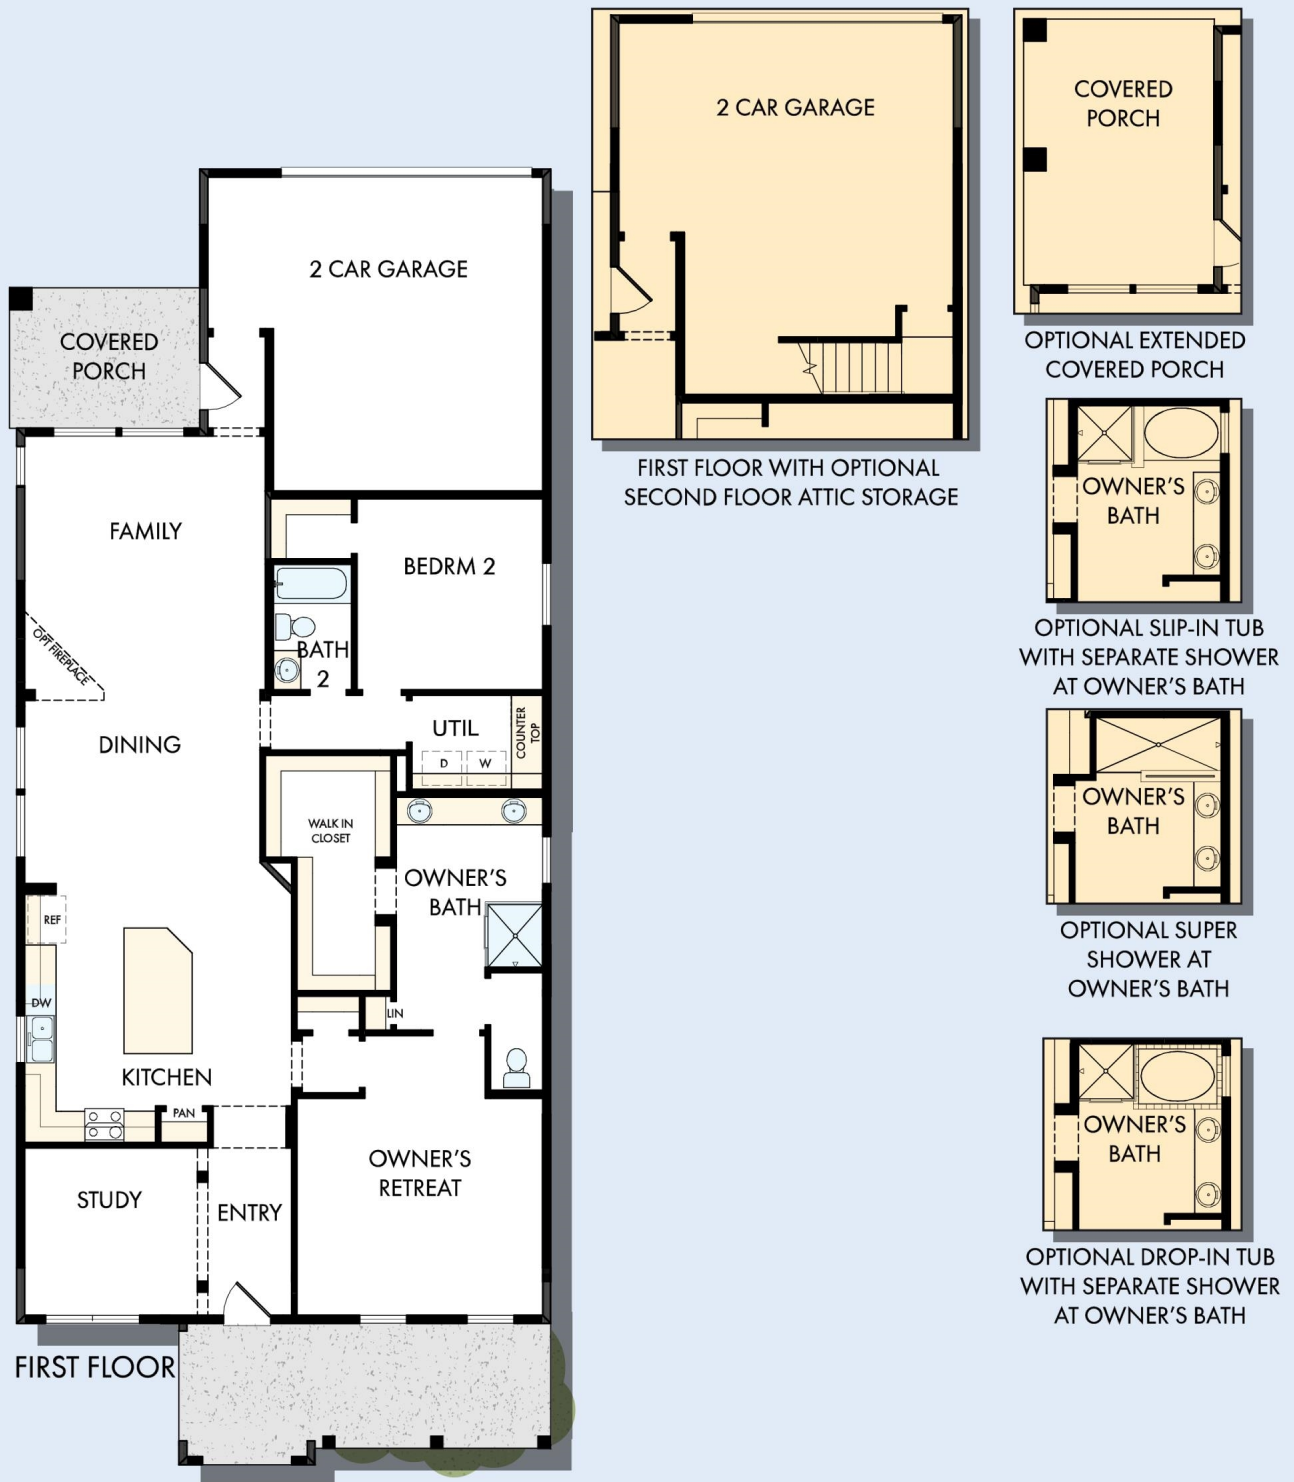 2 CAR GARAGE
COVERED
PORCH
FAMILY
OPT FIREPLACE
BEDRM 2
BATH
2
DINING
UTIL
COUNTER
TOP
D
W
WALK IN
CLOSET
OWNER'S
BATH
REF
DW
LIN
KITCHEN
PAN
OWNER'S
RETREAT
STUDY
ENTRY
FIRST FLOOR
2 CAR GARAGE
FIRST FLOOR WITH OPTIONAL
SECOND FLOOR ATTIC STORAGE
COVERED
PORCH
OPTIONAL EXTENDED
COVERED PORCH
OWNER'S
BATH
OPTIONAL SLIP-IN TUB
WITH SEPARATE SHOWER
AT OWNER'S BATH
OWNER'S
BATH
OPTIONAL SUPER
SHOWER AT
OWNER'S BATH
OWNER'S
BATH
OPTIONAL DROP-IN TUB
WITH SEPARATE SHOWER
AT OWNER'S BATH